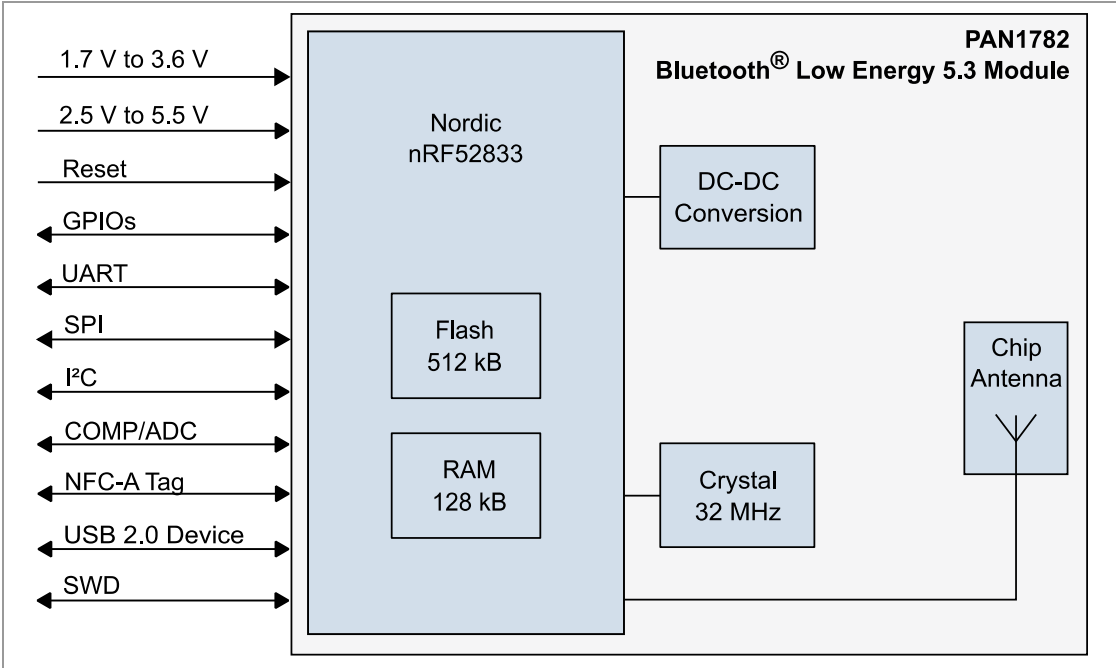 PAN1782
Bluetooth® Low Energy 5.3 Module
1.7 V to 3.6 V
2.5 V to 5.5 V
Reset
GPIOs
UART
SPI
I²C
COMP/ADC
NFC-A Tag
USB 2.0 Device
SWD
Nordic
nRF52833
Flash
512 kB
RAM
128 kB
DC-DC
Conversion
Crystal
32 MHz
Chip
Antenna